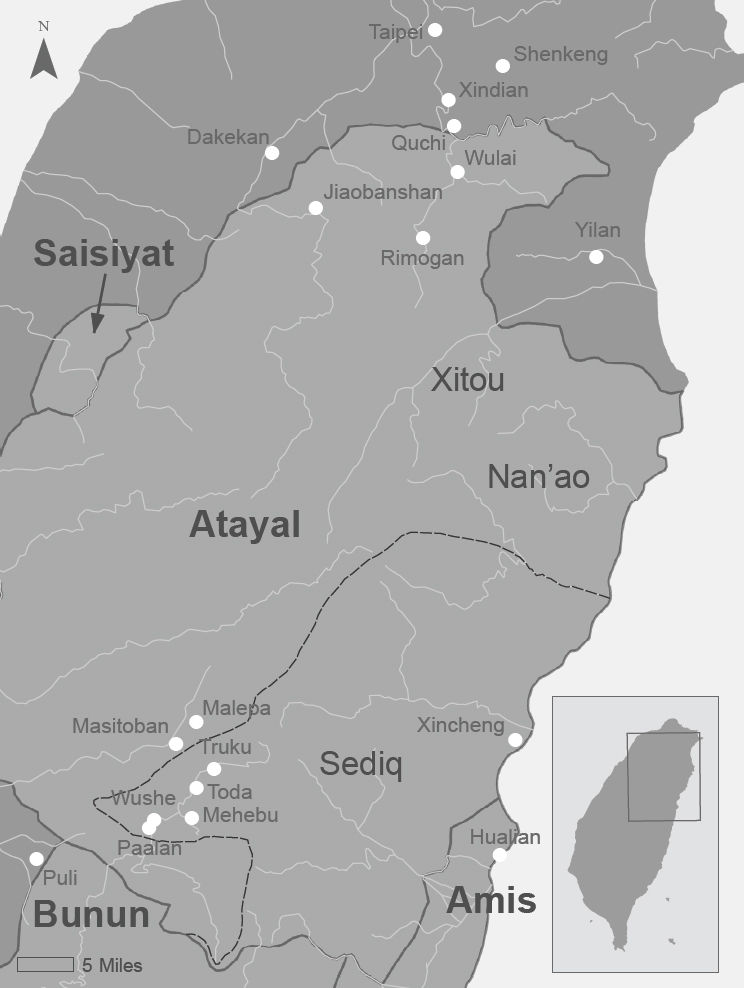 N
Taipei
Shenkeng
Xindian
Dakekan
Quchi
Wulai
Jiaobanshan
Saisiyat
Yilan
Rimogan
Xitou
Nan’ao
Atayal
Malepa
Masitoban
Xincheng
Truku
Sediq
Wushe
Toda
Mehebu
Paalan
Hualian
Puli
Bunun
Amis
5 Miles